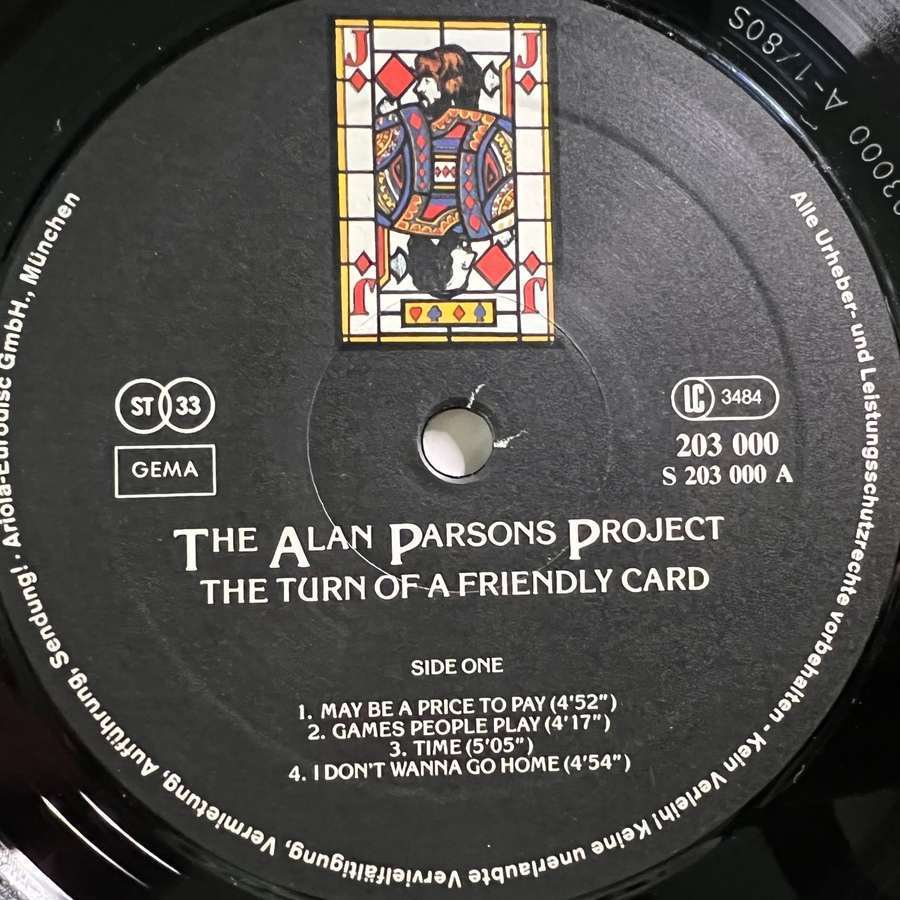 J J
J J
ST 33
GEMA
LC 3484
203 000
S 203 000 A
THE ALAN PARSONS PROJECT
THE TURN OF A FRIENDLY CARD
SIDE ONE
1. MAY BE A PRICE TO PAY (4'52")
2. GAMES PEOPLE PLAY (4'17")
3. TIME (5'05")
4. I DON'T WANNA GO HOME (4'54")
Alle Urheber- und Leistungsschutzrechte vorbehalten - Kein Verleih! Keine unerlaubte Vervielfältigung, Vermietung, Aufführung, Sendung! · Ariola-Eurodisc GmbH., München
3000 A-1/80S